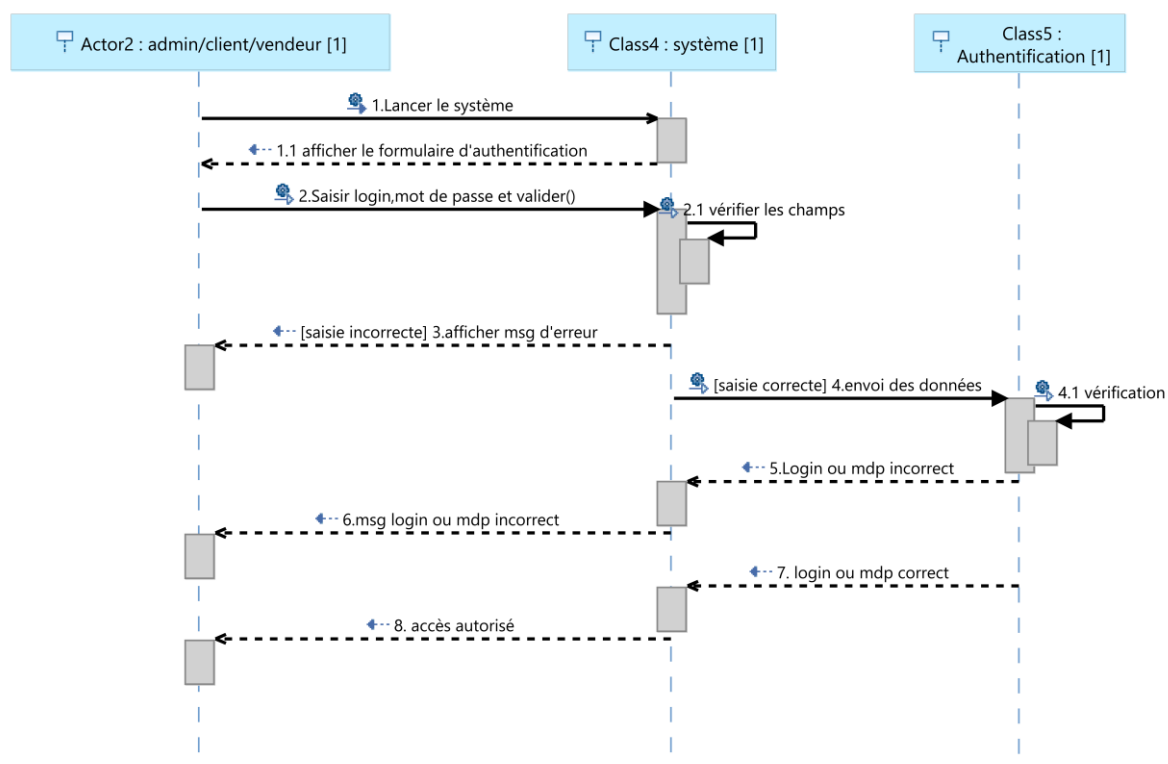 Actor2 : admin/client/vendeur [1]
Class4 : système [1]
Class5 :
Authentification [1]
1.Lancer le système
1.1 afficher le formulaire d'authentification
2.Saisir login,mot de passe et valider()
2.1 vérifier les champs
[saisie incorrecte] 3.afficher msg d'erreur
[saisie correcte] 4.envoi des données
4.1 vérification
5.Login ou mdp incorrect
6.msg login ou mdp incorrect
7. login ou mdp correct
8. accès autorisé